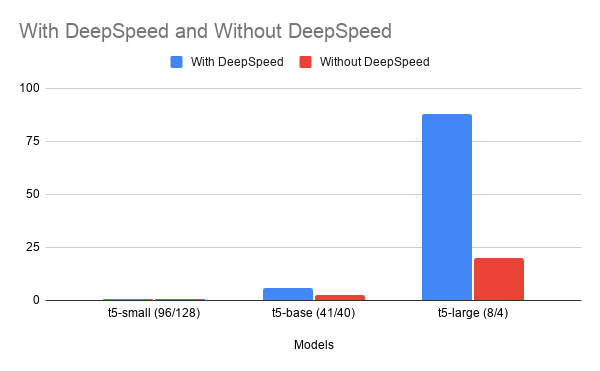 With DeepSpeed and Without DeepSpeed
With DeepSpeed Without DeepSpeed
100
75
50
25
0
t5-small (96/128) t5-base (41/40) t5-large (8/4)
Models